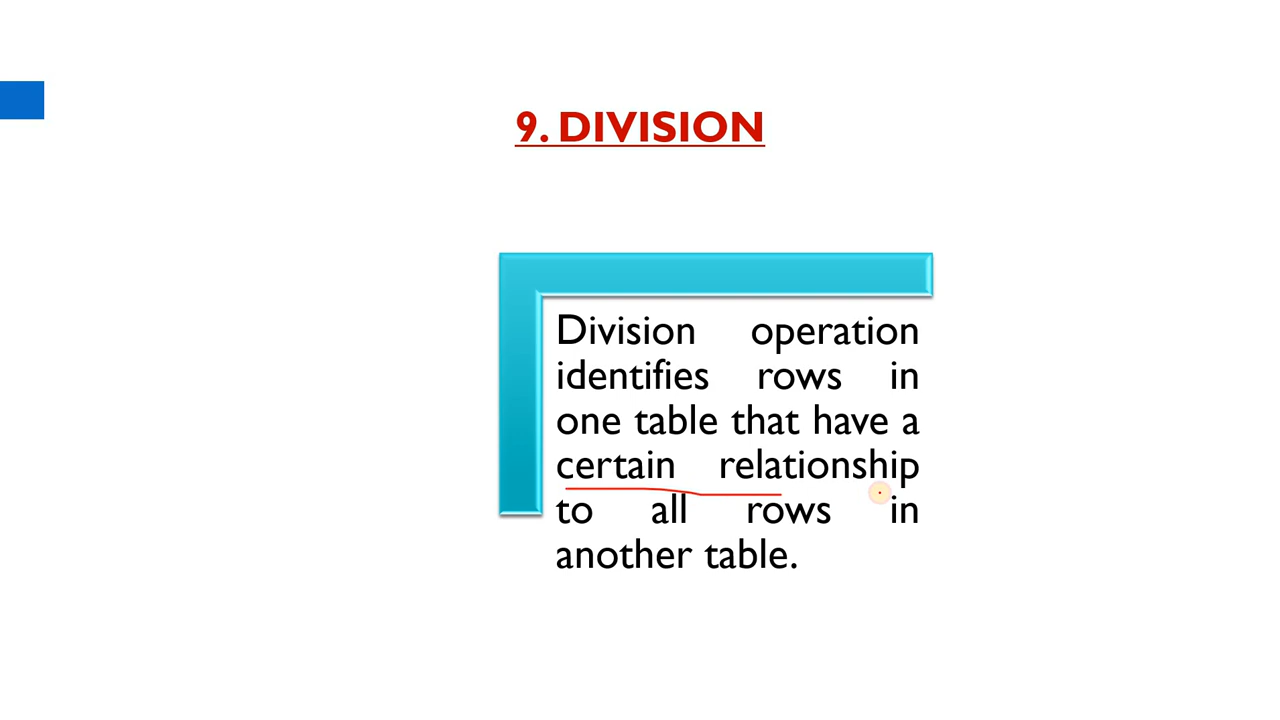 9. DIVISION
Division operation
identifies rows in
one table that have a
certain relationship
to all rows in
another table.